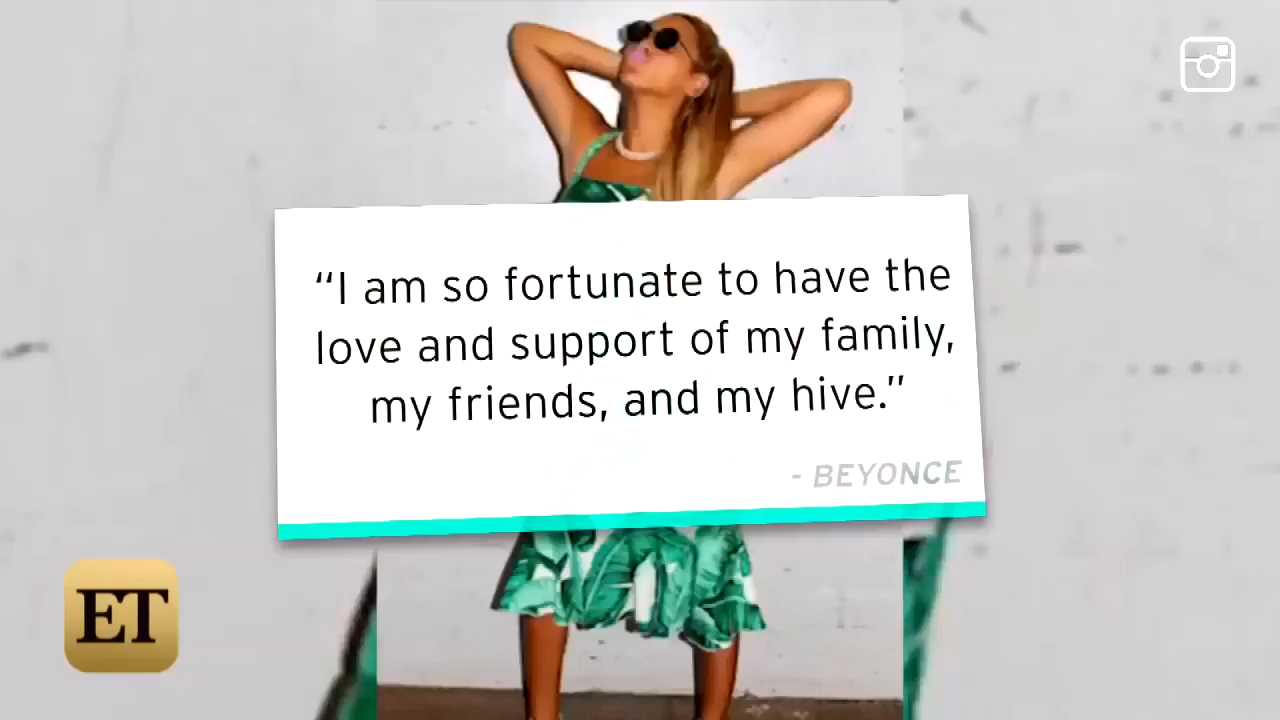 “I am so fortunate to have the
love and support of my family,
my friends, and my hive.”
- BEYONCE
ET